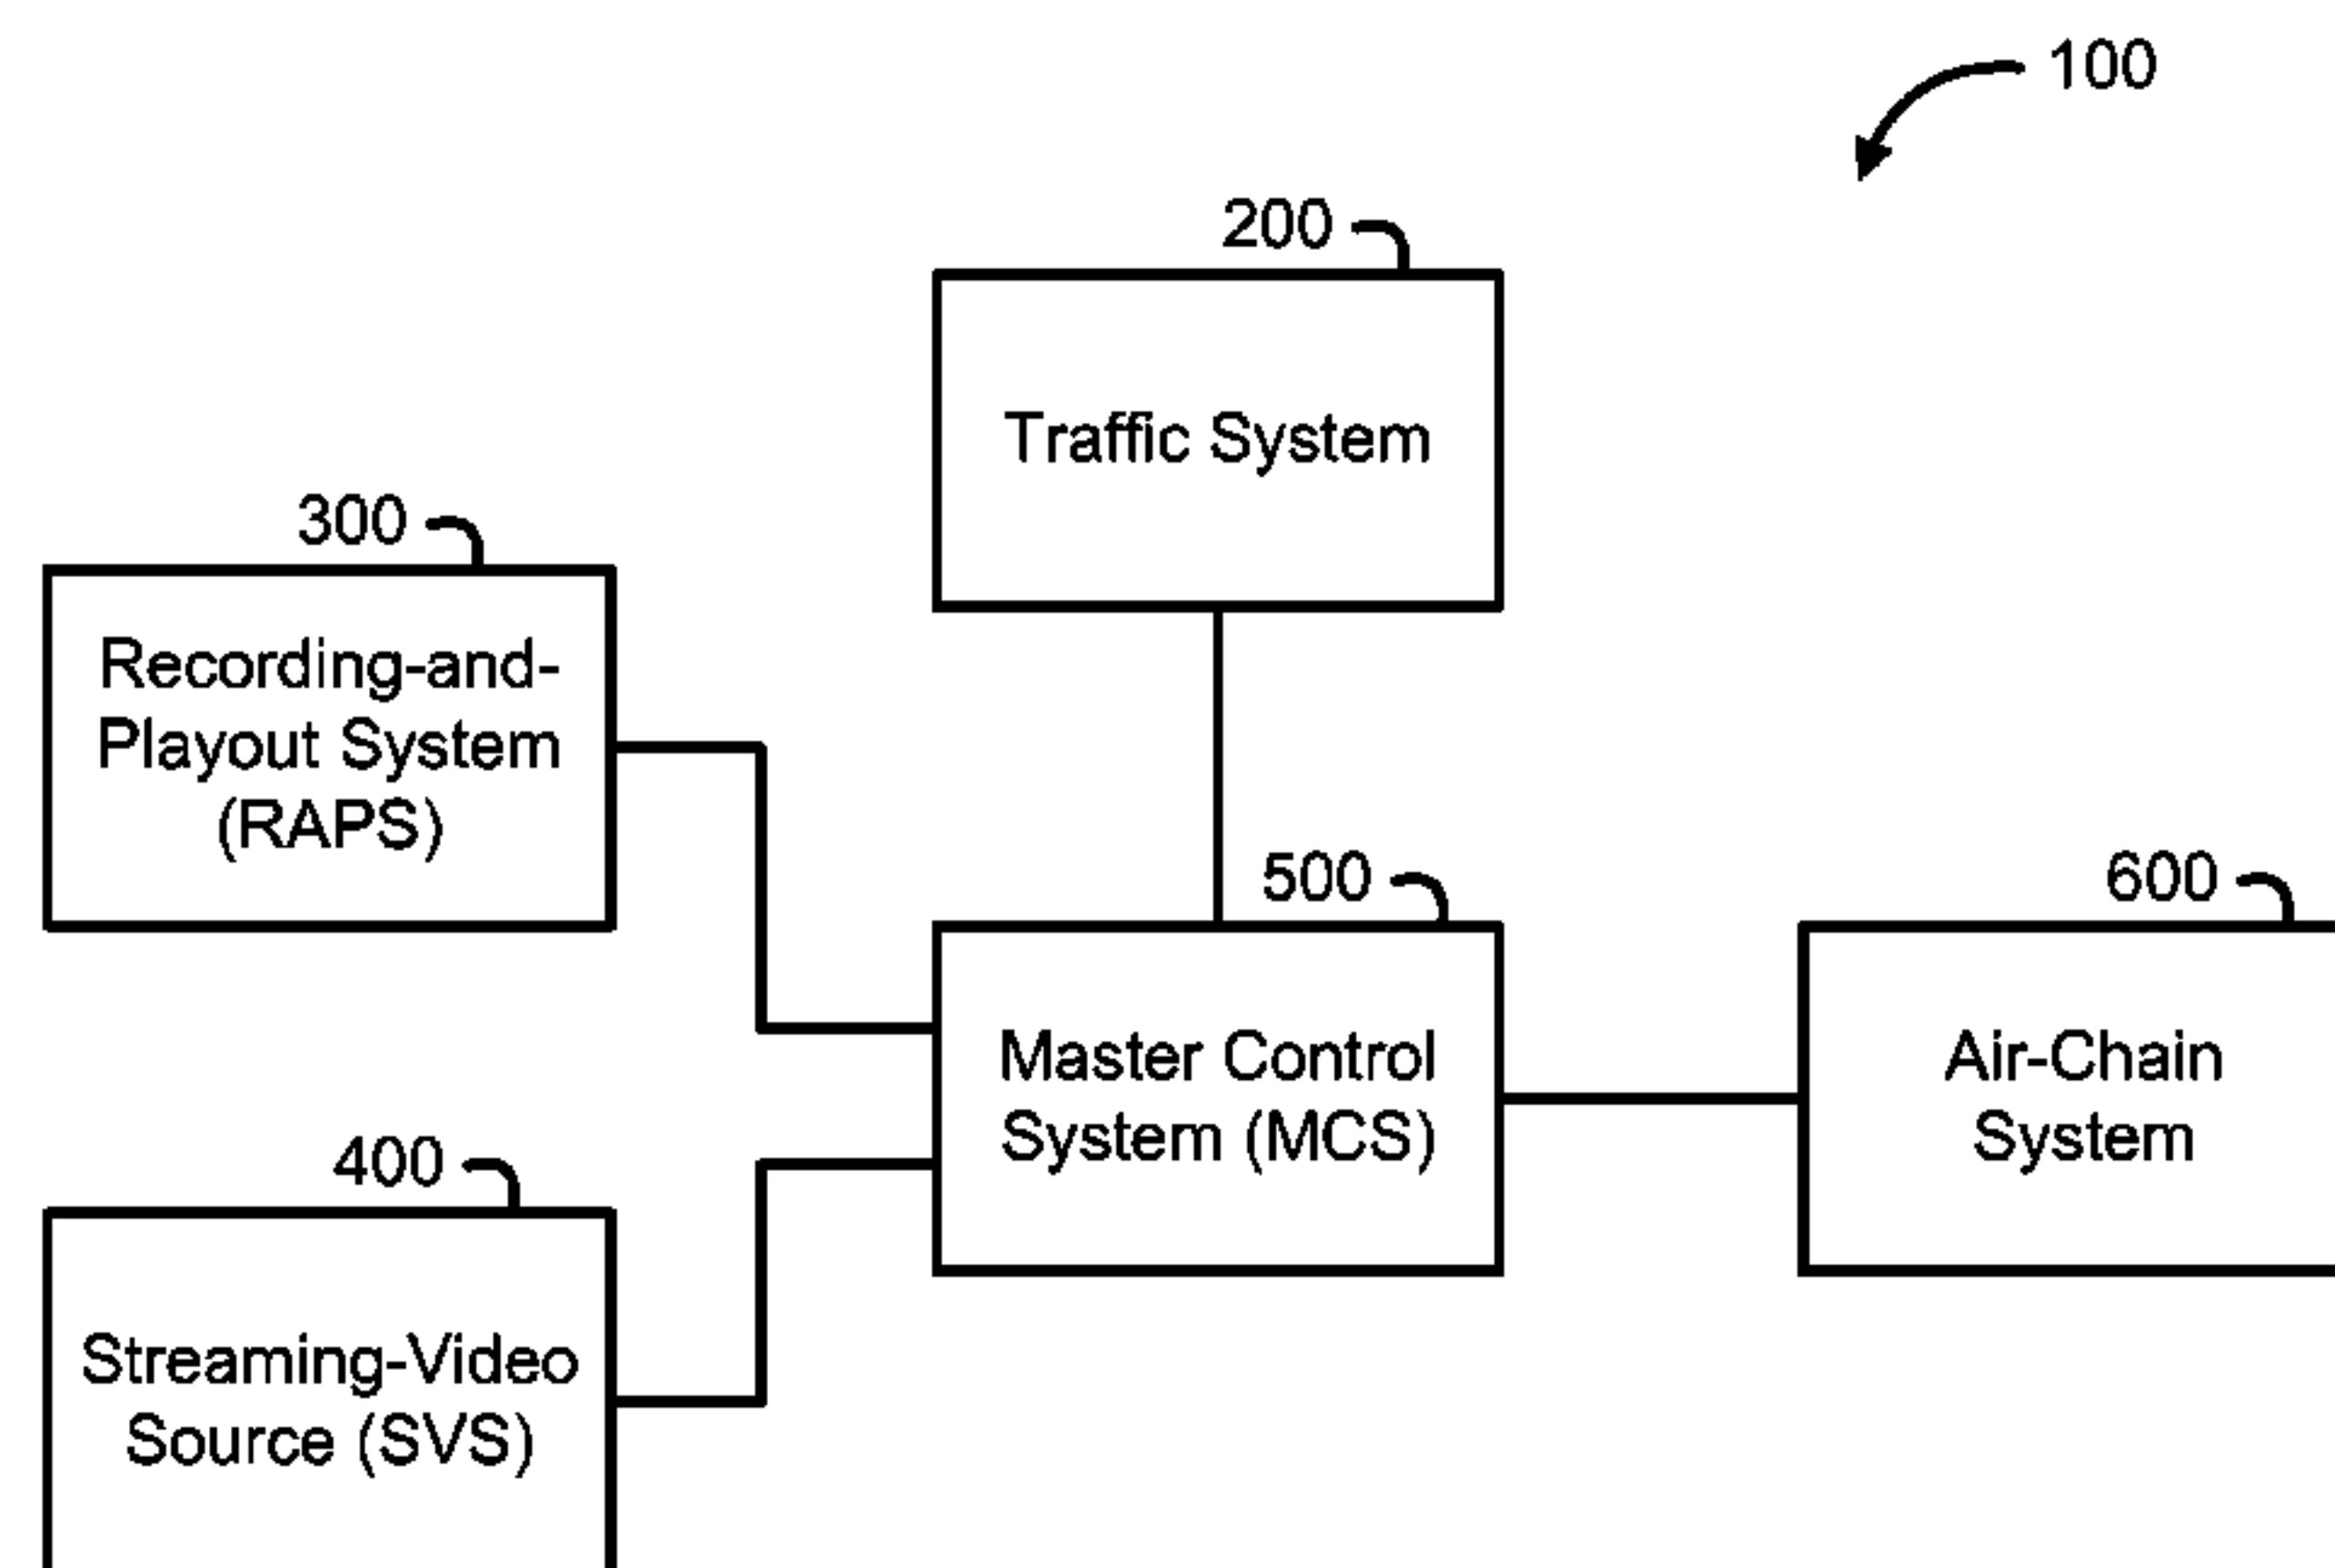 100
200
Traffic System
300
Recording-and-
Playout System
(RAPS)
500
Master Control
System (MCS)
600
Air-Chain
System
400
Streaming-Video
Source (SVS)